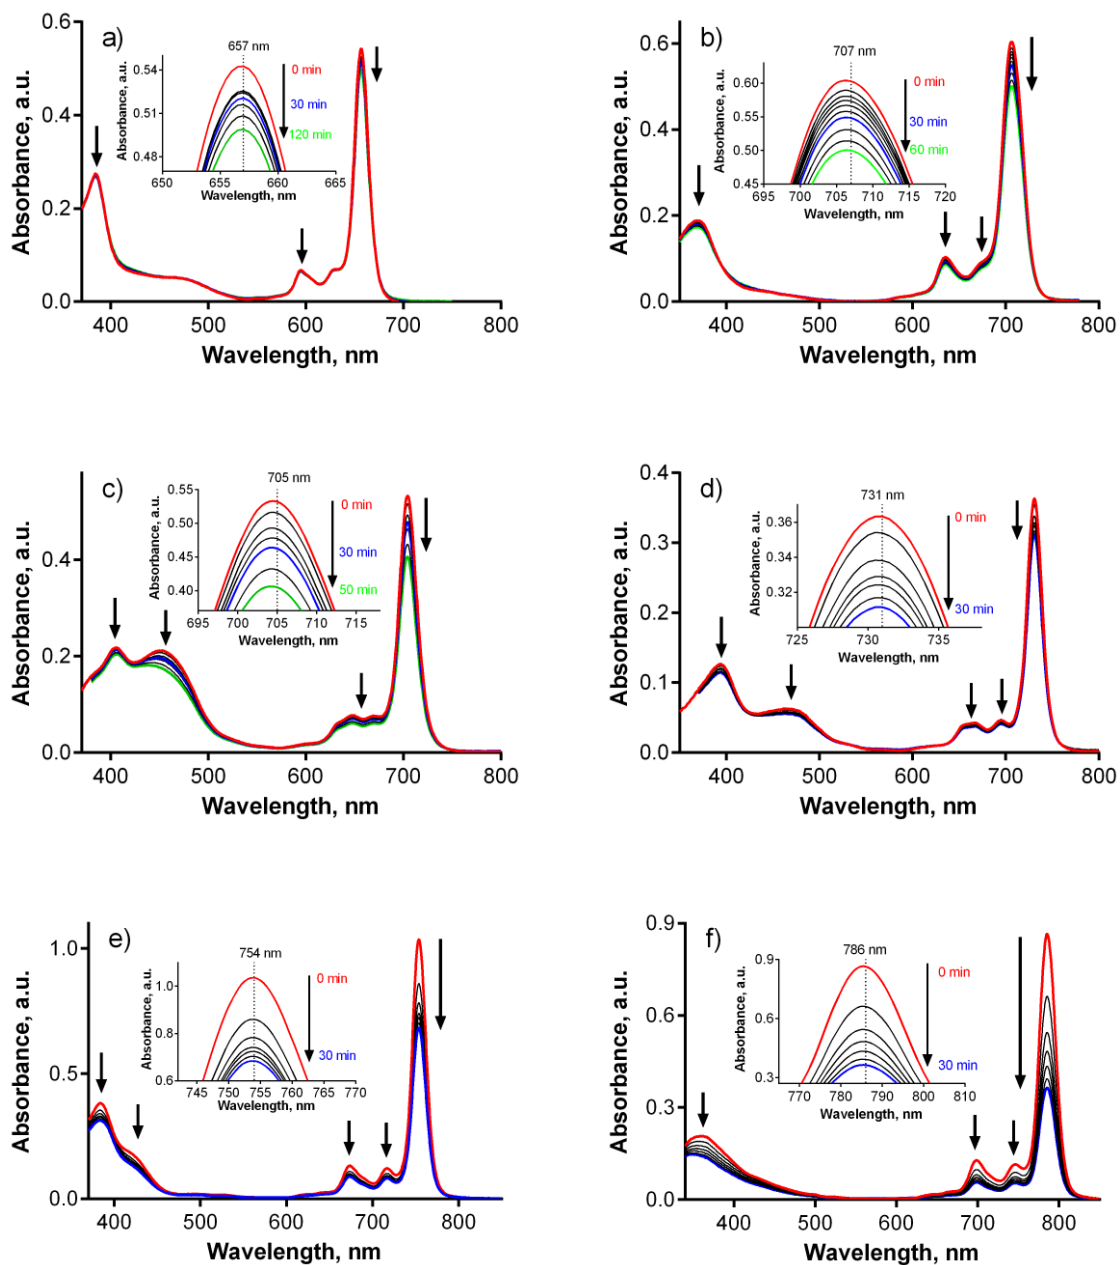 a)
657 nm
0 min
30 min
120 min
0.54
0.51
0.48
650 655 660 665
Wavelength, nm
Absorbance, a.u.
0.6
0.4
0.2
0.0
400 500 600 700 800
Wavelength, nm
Absorbance, a.u.
b)
707 nm
0 min
30 min
60 min
0.60
0.55
0.50
0.45
695 700 705 710 715 720
Wavelength, nm
Absorbance, a.u.
0.6
0.4
0.2
0.0
400 500 600 700 800
Wavelength, nm
Absorbance, a.u.
c)
705 nm
0 min
30 min
50 min
0.55
0.50
0.45
0.40
695 700 705 710 715
Wavelength, nm
Absorbance, a.u.
0.4
0.2
0.0
400 500 600 700 800
Wavelength, nm
Absorbance, a.u.
d)
731 nm
0 min
30 min
0.36
0.34
0.32
725 730 735
Wavelength, nm
Absorbance, a.u.
0.4
0.3
0.2
0.1
0.0
400 500 600 700 800
Wavelength, nm
Absorbance, a.u.
e)
754 nm
0 min
30 min
1.0
0.8
0.6
745 750 755 760 765 770
Wavelength, nm
Absorbance, a.u.
1.0
0.5
0.0
400 500 600 700 800
Wavelength, nm
Absorbance, a.u.
f)
786 nm
0 min
30 min
0.9
0.7
0.5
0.3
770 780 790 800 810
Wavelength, nm
Absorbance, a.u.
0.9
0.6
0.3
0.0
400 500 600 700 800
Wavelength, nm
Absorbance, a.u.